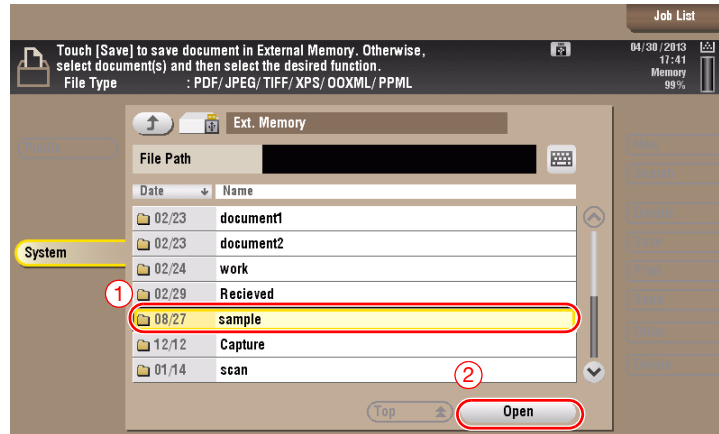 Job List
Touch [Save] to save document in External Memory. Otherwise,
select document(s) and then select the desired function.
File Type : PDF/JPEG/TIFF/XPS/OOXML/PPML
04/30/2013
17:41
Memory
99%
Ext. Memory
File Path
Date Name
02/23 document1
02/23 document2
System
02/24 work
1
02/29 Recieved
08/27 sample
12/12 Capture
01/14 scan
2
Top
Open